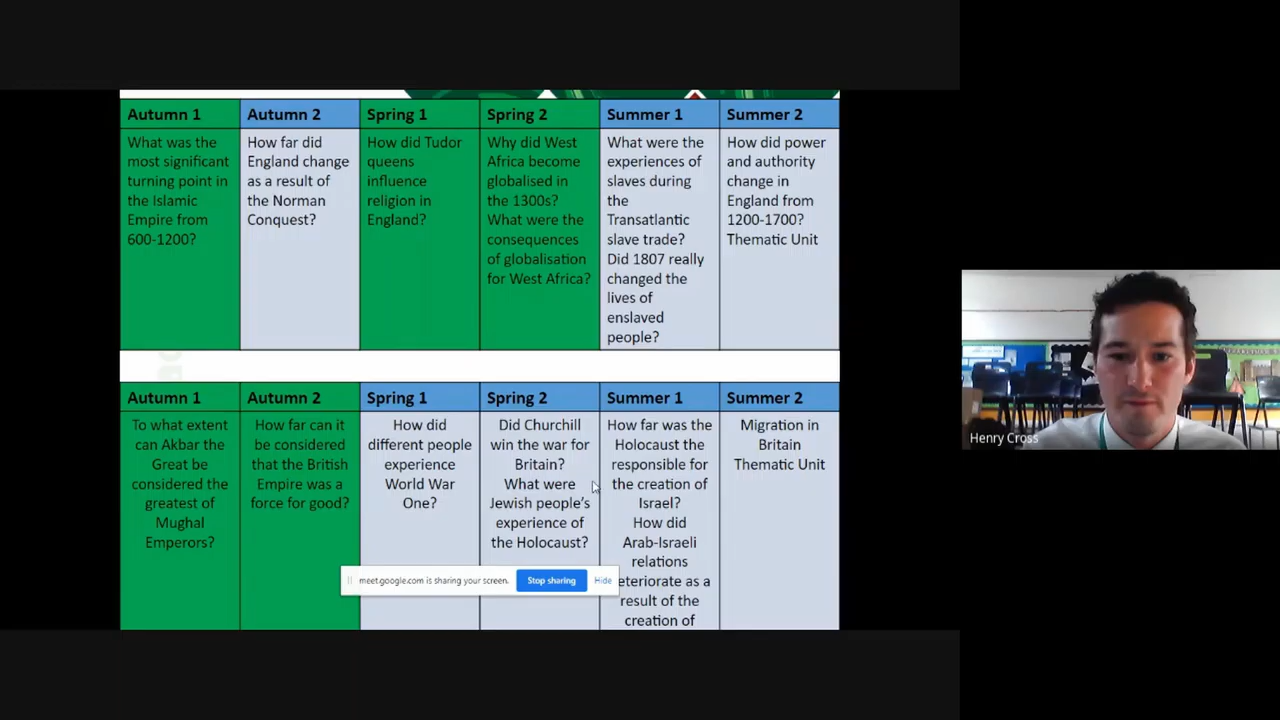 Autumn 1
Autumn 2
Spring 1
Spring 2
Summer 1
Summer 2
What was the
most significant
turning point in
the Islamic
Empire from
600-1200?
How far did
England change
as a result of
the Norman
Conquest?
How did Tudor
queens
influence
religion in
England?
Why did West
Africa become
globalised in
the 1300s?
What were the
consequences
of globalisation
for West Africa?
What were the
experiences of
slaves during
the
Transatlantic
slave trade?
Did 1807 really
changed the
lives of
enslaved
people?
How did power
and authority
change in
England from
1200-1700?
Thematic Unit
Autumn 1
Autumn 2
Spring 1
Spring 2
Summer 1
Summer 2
To what extent
can Akbar the
Great be
considered the
greatest of
Mughal
Emperors?
How far can it
be considered
that the British
Empire was a
force for good?
How did
different people
experience
World War
One?
Did Churchill
win the war for
Britain?
What were
Jewish people's
experience of
the Holocaust?
How far was the
Holocaust the
responsible for
the creation of
Israel?
How did
Arab-Israeli
relations
eteriorate as a
result of the
creation of
Migration in
Britain
Thematic Unit
meet.google.com is sharing your screen.
Stop sharing
Hide
Henry Cross